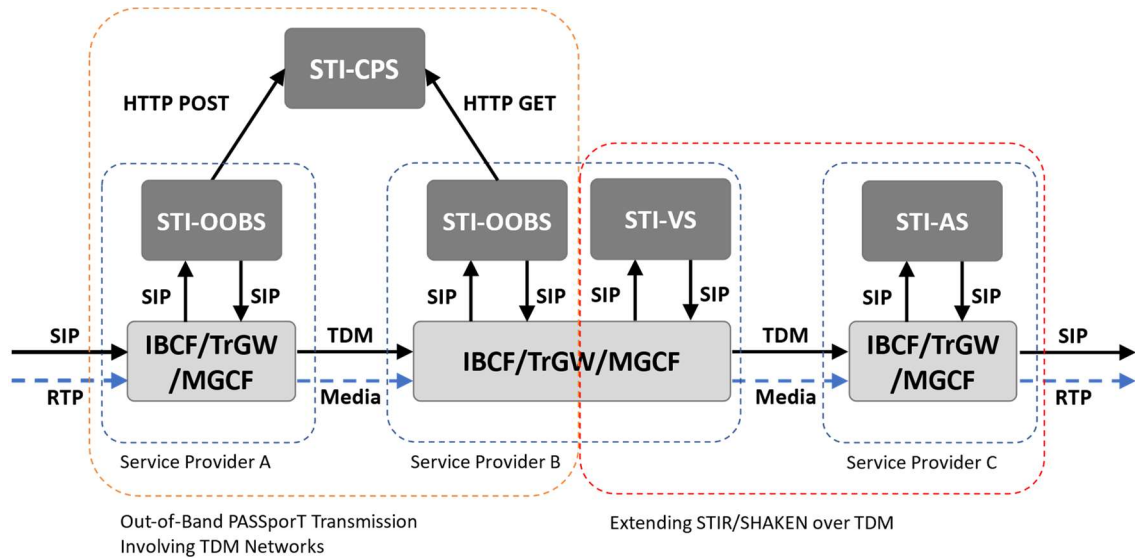 STI-CPS
HTTP POST
HTTP GET
STI-OOBS
STI-OOBS
STI-VS
STI-AS
SIP
SIP
SIP
SIP
SIP
SIP
SIP
SIP
SIP
IBCF/TrGW
/MGCF
TDM
IBCF/TrGW/MGCF
TDM
IBCF/TrGW
/MGCF
SIP
RTP
Media
Media
RTP
Service Provider A
Service Provider B
Service Provider C
Out-of-Band PASSporT Transmission
Involving TDM Networks
Extending STIR/SHAKEN over TDM